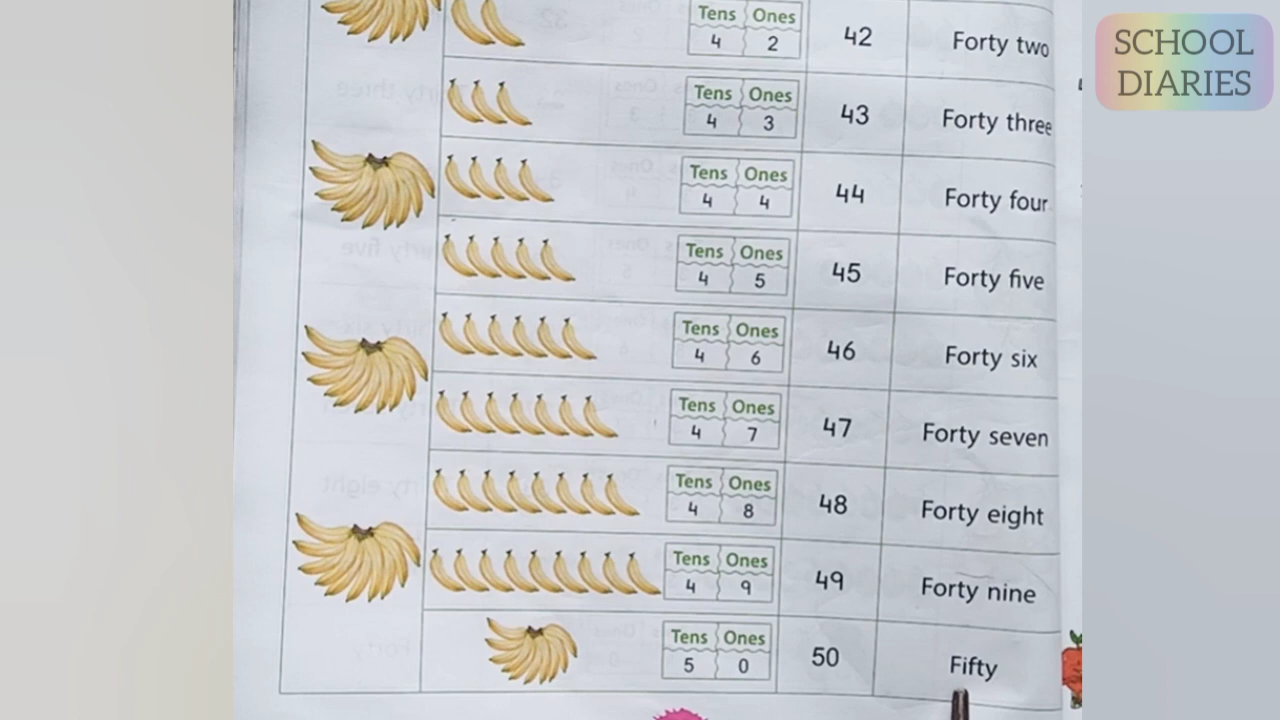 SCHOOL
DIARIES
Tens Ones
4 2
42
Forty two
Tens Ones
4 3
43
Forty three
Tens Ones
4 4
44
Forty four
Tens Ones
4 5
45
Forty five
Tens Ones
4 6
46
Forty six
Tens Ones
4 7
47
Forty seven
Tens Ones
4 8
48
Forty eight
Tens Ones
4 9
49
Forty nine
Tens Ones
5 0
50
Fifty